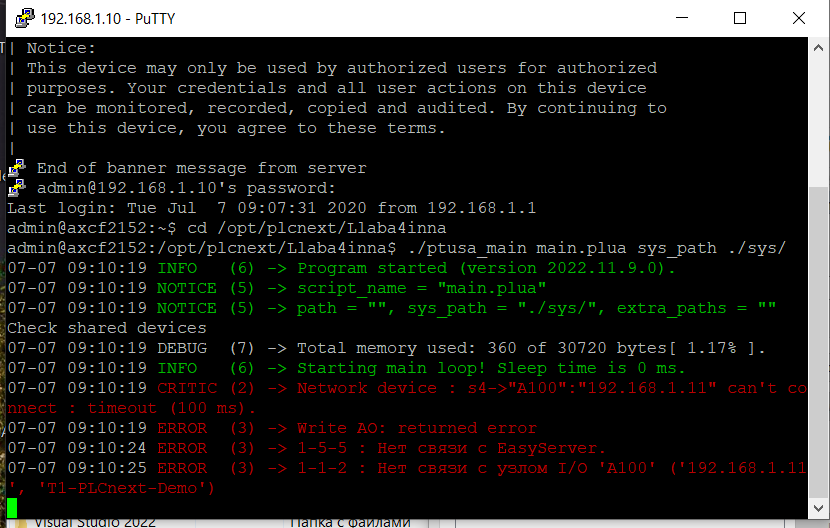 192.168.1.10 - PuTTY
| Notice:
| This device may only be used by authorized users for authorized
| purposes. Your credentials and all user actions on this device
| can be monitored, recorded, copied and audited. By continuing to
| use this device, you agree to these terms.
|
End of banner message from server
admin@192.168.1.10's password:
Last login: Tue Jul  7 09:07:31 2020 from 192.168.1.1
admin@axcf2152:~$ cd /opt/plcnext/Llaba4inna
admin@axcf2152:/opt/plcnext/Llaba4inna$ ./ptusa_main main.plua sys_path ./sys/
07-07 09:10:19 INFO   (6) -> Program started (version 2022.11.9.0).
07-07 09:10:19 NOTICE (5) -> script_name = "main.plua"
07-07 09:10:19 NOTICE (5) -> path = "", sys_path = "./sys/", extra_paths = ""
Check shared devices
07-07 09:10:19 DEBUG  (7) -> Total memory used: 360 of 30720 bytes[ 1.17% ].
07-07 09:10:19 INFO   (6) -> Starting main loop! Sleep time is 0 ms.
07-07 09:10:19 CRITIC (2) -> Network device : s4->"A100":"192.168.1.11" can't co
nnect : timeout (100 ms).
07-07 09:10:19 ERROR  (3) -> Write AO: returned error
07-07 09:10:24 ERROR  (3) -> 1-5-5 : Нет связи с EasyServer.
07-07 09:10:25 ERROR  (3) -> 1-1-2 : Нет связи с узлом I/O 'A100' ('192.168.1.11
', 'T1-PLCnext-Demo')
Visual Studio 2022 Папка с файлами